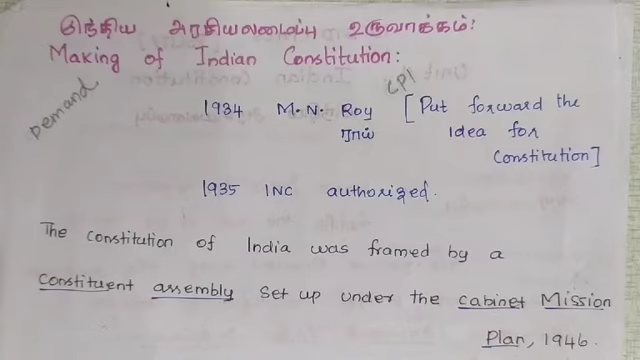 இந்திய அரசியலமைப்பு உருவாக்கம்:
Making of Indian Constitution:
Demand
CPI
1934 M.N. Roy [Put forward the
ராய் Idea for
Constitution]
1935 INC authorized.
The constitution of India was framed by a
constituent assembly Set up under the cabinet Mission
Plan, 1946.